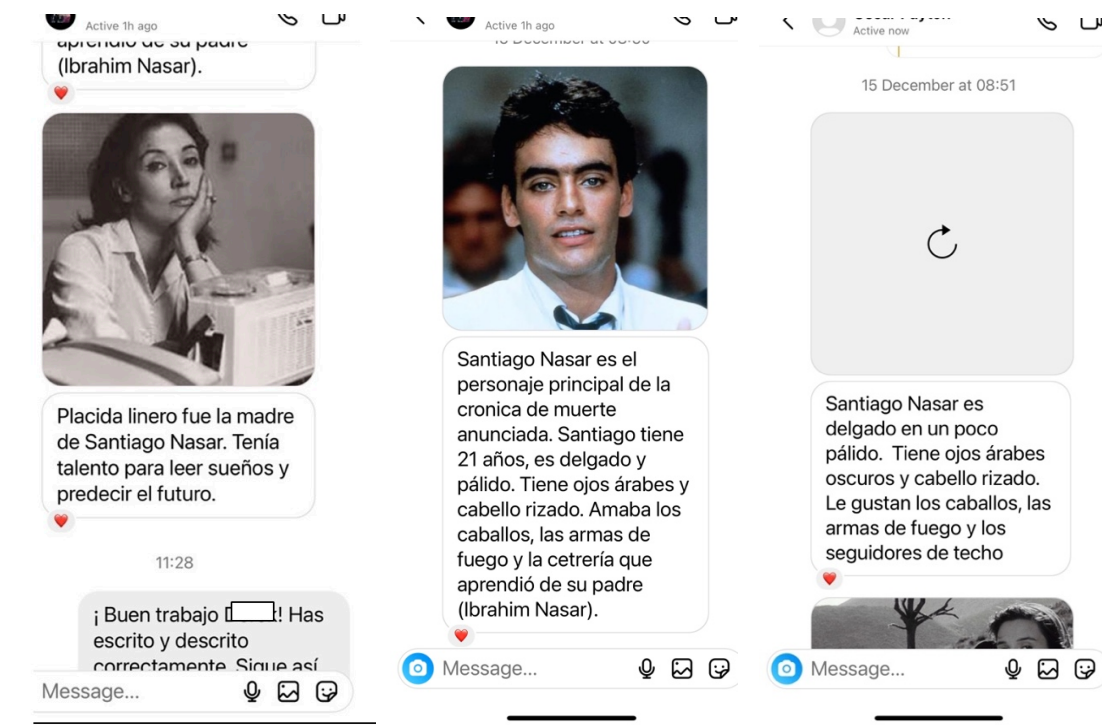 Active 1h ago
aprendió de su padre
(Ibrahim Nasar).
Placida linero fue la madre
de Santiago Nasar. Tenía
talento para leer sueños y
predecir el futuro.
11:28
¡ Buen trabajo ! Has
escrito y descrito
correctamente. Sigue así
Message...
Active 1h ago
December at
Santiago Nasar es el
personaje principal de la
cronica de muerte
anunciada. Santiago tiene
21 años, es delgado y
pálido. Tiene ojos árabes y
cabello rizado. Amaba los
caballos, las armas de
fuego y la cetrería que
aprendió de su padre
(Ibrahim Nasar).
Message...
Active now
15 December at 08:51
Santiago Nasar es
delgado en un poco
pálido. Tiene ojos árabes
oscuros y cabello rizado.
Le gustan los caballos, las
armas de fuego y los
seguidores de techo
Message...